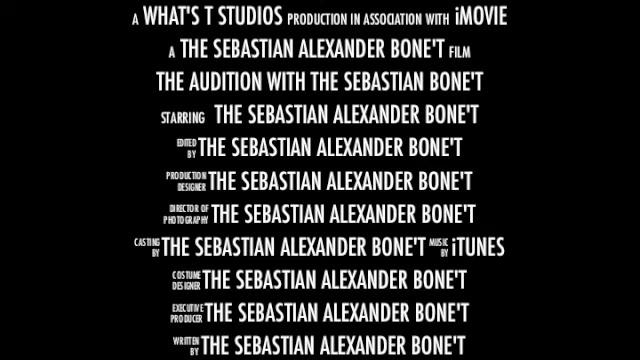 A WHAT'S T STUDIOS PRODUCTION IN ASSOCIATION WITH iMOVIE
A THE SEBASTIAN ALEXANDER BONE'T FILM
THE AUDITION WITH THE SEBASTIAN BONE'T
STARRING THE SEBASTIAN ALEXANDER BONE'T
EDITED BY THE SEBASTIAN ALEXANDER BONE'T
PRODUCTION DESIGNER THE SEBASTIAN ALEXANDER BONE'T
DIRECTOR OF PHOTOGRAPHY THE SEBASTIAN ALEXANDER BONE'T
CASTING BY THE SEBASTIAN ALEXANDER BONE'T MUSIC BY iTUNES
COSTUME DESIGNER THE SEBASTIAN ALEXANDER BONE'T
EXECUTIVE PRODUCER THE SEBASTIAN ALEXANDER BONE'T
WRITTEN BY THE SEBASTIAN ALEXANDER BONE'T